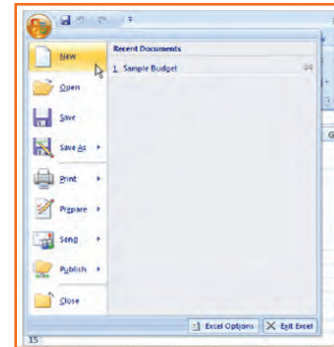 New
Open
Save
Save As
Print
Prepare
Send
Publish
Close
Recent Documents
1 Sample Budget
G
Excel Options
Exit Excel
15